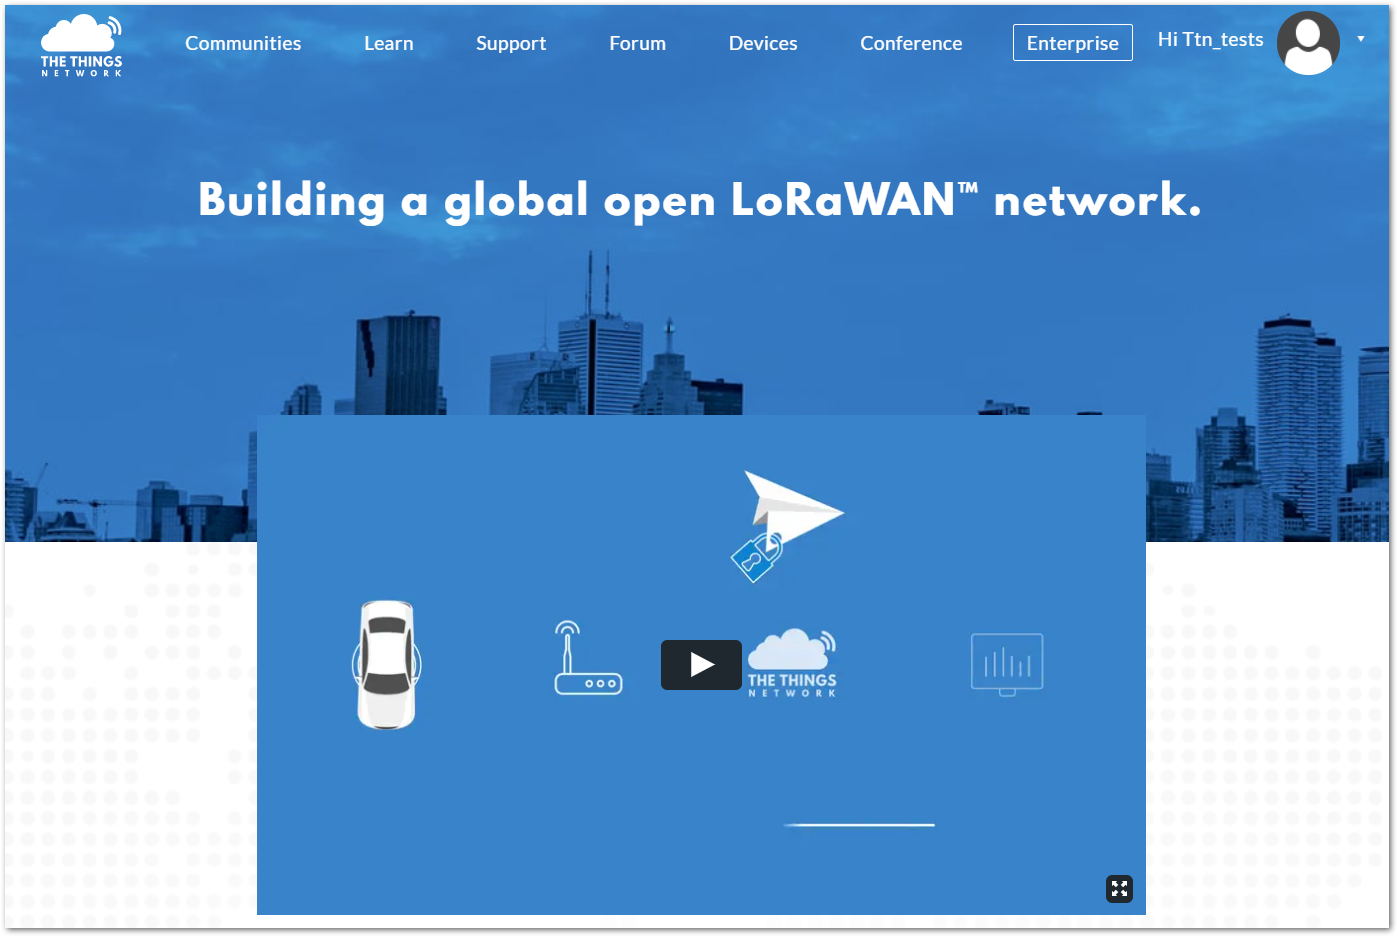 THE THINGS
NETWORK
Communities
Learn
Support
Forum
Devices
Conference
Enterprise
Hi Ttn_tests
Building a global open LoRaWAN™ network.
THE THINGS
NETWORK